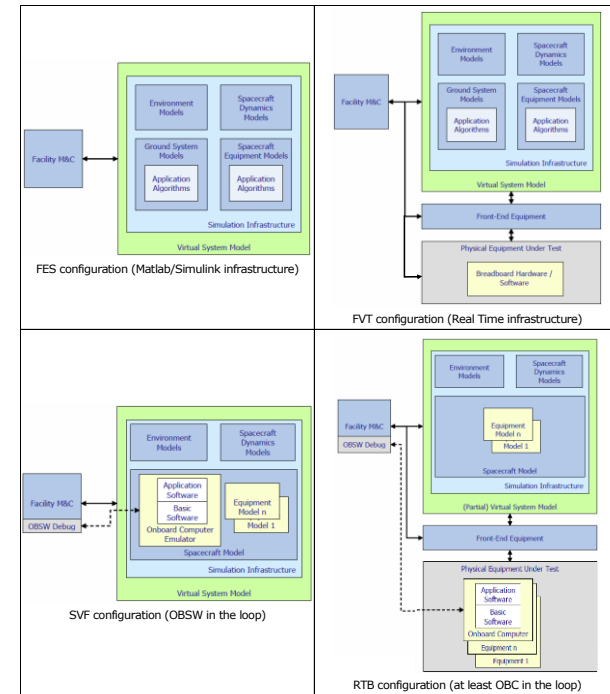 Environment
Models
Spacecraft
Dynamics
Models
Facility M&C
Ground System
Models
Application
Algorithms
Spacecraft
Equipment Models
Application
Algorithms
Simulation Infrastructure
Virtual System Model
FES configuration (Matlab/Simulink infrastructure)
Environment
Models
Spacecraft
Dynamics
Models
Facility M&C
Ground System
Models
Application
Algorithms
Spacecraft
Equipment Models
Application
Algorithms
Simulation Infrastructure
Virtual System Model
Front-End Equipment
Physical Equipment Under Test
Breadboard Hardware /
Software
FVT configuration (Real Time infrastructure)
Environment
Models
Spacecraft
Dynamics
Models
Facility M&C
OBSW Debug
Application
Software
Basic
Software
Onboard Computer
Emulator
Equipment
Model n
Model 1
Spacecraft Model
Simulation Infrastructure
Virtual System Model
SVF configuration (OBSW in the loop)
Environment
Models
Spacecraft
Dynamics
Models
Facility M&C
OBSW Debug
Equipment
Model n
Model 1
Spacecraft Model
Simulation Infrastructure
(Partial) Virtual System Model
Front-End Equipment
Physical Equipment Under Test
Application
Software
Basic
Software
Onboard Computer
Equipment n
Equipment 1
RTB configuration (at least OBC in the loop)